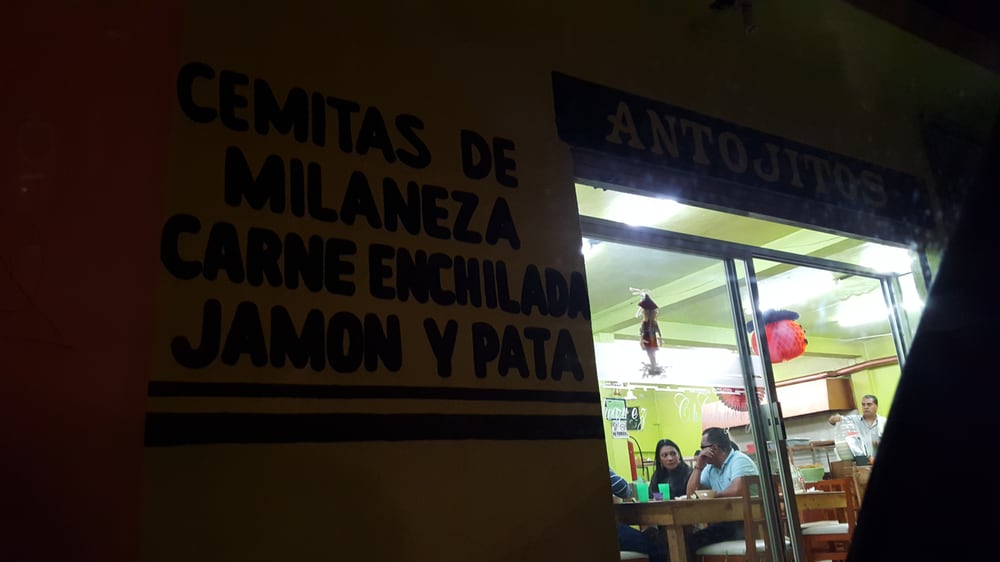 CEMITAS DE
MILANEZA
CARNE ENCHILADA
JAMON Y PATA
ANTOJITOS